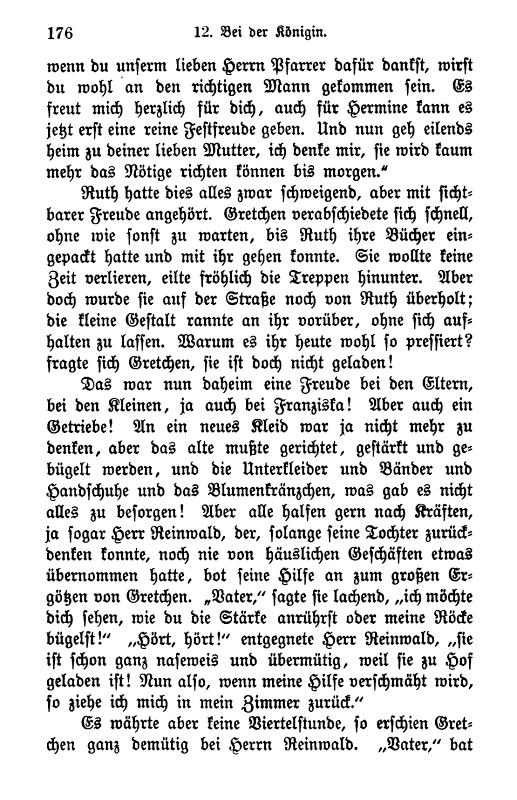 176 12. Bei der Königin.
wenn du unserm lieben Herrn Pfarrer dafür dankst, wirst
du wohl an den richtigen Mann gekommen sein. Es
freut mich herzlich für dich, auch für Hermine kann es
jetzt erst eine reine Festfreude geben. Und nun geh eilends
heim zu deiner lieben Mutter, ich denke mir, sie wird kaum
mehr das Nötige richten können bis morgen.“
Ruth hatte dies alles zwar schweigend, aber mit sicht-
barer Freude angehört. Gretchen verabschiedete sich schnell,
ohne wie sonst zu warten, bis Ruth ihre Bücher ein-
gepackt hatte und mit ihr gehen konnte. Sie wollte keine
Zeit verlieren, eilte fröhlich die Treppen hinunter. Aber
doch wurde sie auf der Straße noch von Ruth überholt;
die kleine Gestalt rannte an ihr vorüber, ohne sich auf-
halten zu lassen. Warum es ihr heute wohl so pressiert?
fragte sich Gretchen, sie ist doch nicht geladen!
Das war nun daheim eine Freude bei den Eltern,
bei den Kleinen, ja auch bei Franziska! Aber auch ein
Getriebe! An ein neues Kleid war ja nicht mehr zu
denken, aber das alte mußte gerichtet, gestärkt und ge-
bügelt werden, und die Unterkleider und Bänder und
Handschuhe und das Blumenkränzchen, was gab es nicht
alles zu besorgen! Aber alle halfen gern nach Kräften,
ja sogar Herr Reinwald, der, solange seine Tochter zurück-
denken konnte, noch nie von häuslichen Geschäften etwas
übernommen hatte, bot seine Hilfe an zum großen Er-
götzen von Gretchen. „Vater,“ sagte sie lachend, „ich möchte
dich sehen, wie du die Stärke anrührst oder meine Röcke
bügelst!“ „Hört, hört!“ entgegnete Herr Reinwald, „sie
ist schon ganz naseweis und übermütig, weil sie zu Hof
geladen ist! Nun also, wenn meine Hilfe verschmäht wird,
so ziehe ich mich in mein Zimmer zurück.“
Es währte aber keine Viertelstunde, so erschien Gret-
chen ganz demütig bei Herrn Reinwald. „Vater,“ bat